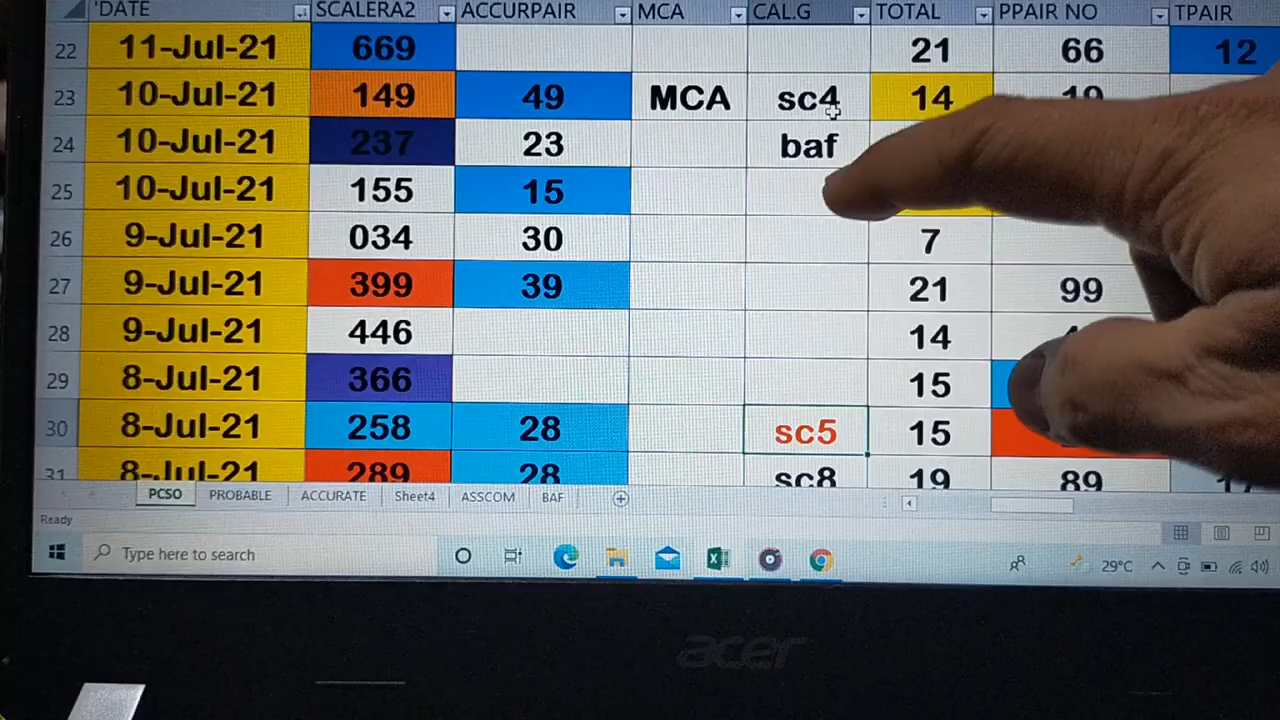 'DATE SCALERA2 ACCURPAIR MCA CAL.G TOTAL PPAIR NO TPAIR
22 11-Jul-21 669 21 66 12
23 10-Jul-21 149 49 MCA sc4 14 19
24 10-Jul-21 237 23 baf
25 10-Jul-21 155 15
26 9-Jul-21 034 30 7
27 9-Jul-21 399 39 21 99
28 9-Jul-21 446 14
29 8-Jul-21 366 15
30 8-Jul-21 258 28 sc5 15
31 8-Jul-21 289 28 sc8 19 89
PCSO PROBABLE ACCURATE Sheet4 ASSCOM BAF
Ready
Type here to search 29°C
acer